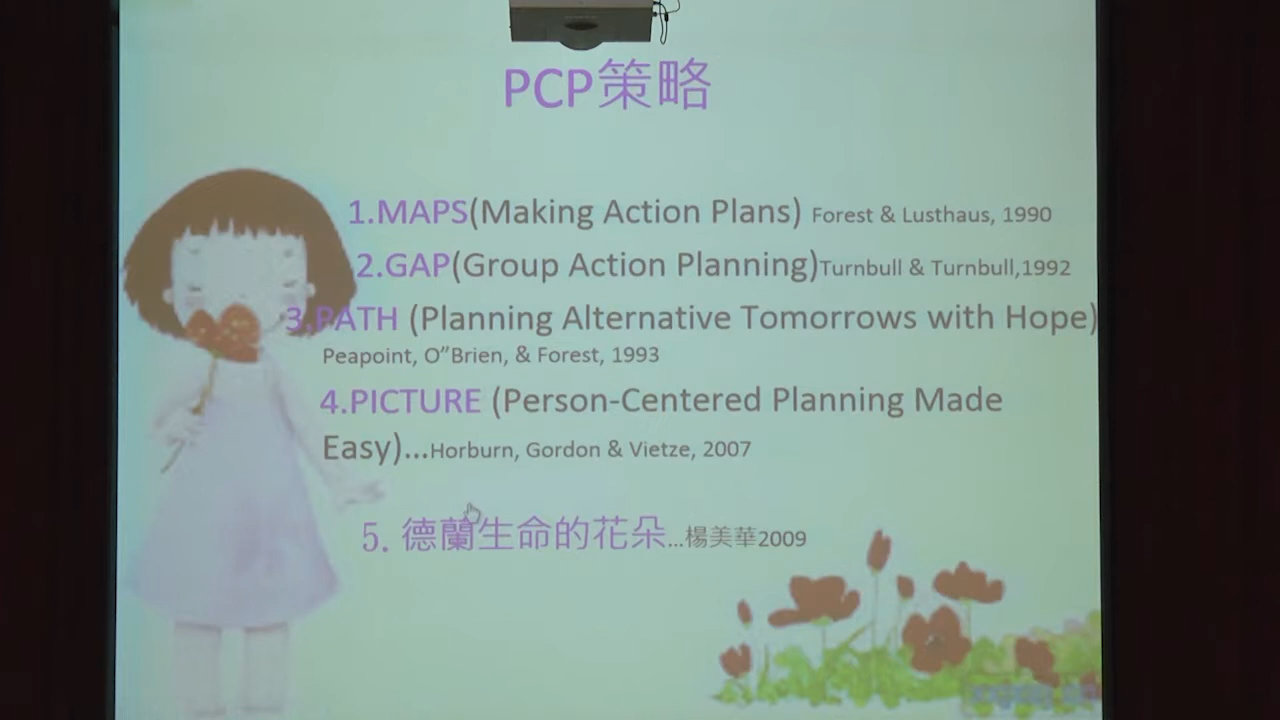 PCP策略
1.MAPS(Making Action Plans) Forest & Lusthaus, 1990
2.GAP(Group Action Planning)Turnbull & Turnbull,1992
3.PATH (Planning Alternative Tomorrows with Hope)
Peapoint, O”Brien, & Forest, 1993
4.PICTURE (Person-Centered Planning Made
Easy)...Horburn, Gordon & Vietze, 2007
5. 德蘭生命的花朵...楊美華2009